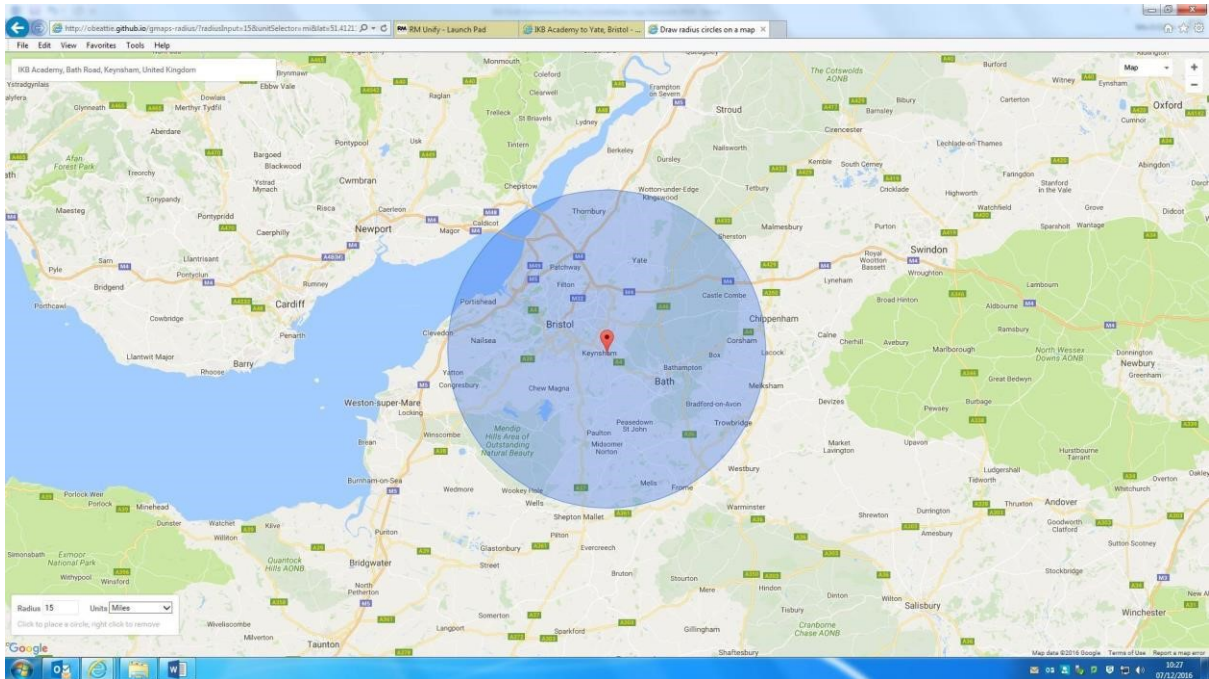 http://obeattie.github.io/gmaps-radius/?radiusInput=15&unitSelector=mi&lat=51.4121
RM Unify - Launch Pad
IKB Academy to Yate, Bristol - ...
Draw radius circles on a map
File Edit View Favorites Tools Help
IKB Academy, Bath Road, Keynsham, United Kingdom
Map
Monmouth
Coleford
Frampton on Severn
The Cotswolds AONB
Burford
Witney
Eynsham
Ystradgynlais
Brynmawr
Ebbw Vale
Raglan
Clearwell
Stroud
Bibury
Barnsley
Carterton
Oxford
Cumnor
Glynneath
Dowlais
Merthyr Tydfil
Trelleck
St Briavels
Lydney
Cirencester
Aberdare
Pontypool
Usk
Tintern
Berkeley
Dursley
Nailsworth
Kemble
South Cerney
Lechlade-on-Thames
Afan Forest Park
Treorchy
Bargoed
Blackwood
Ystrad Mynach
Cwmbran
Chepstow
Wotton-under-Edge
Kingswood
Tetbury
Cricklade
Highworth
Faringdon
Stanford in the Vale
Abingdon
Maesteg
Tonypandy
Pontypridd
Risca
Caerleon
Caldicot
Thornbury
Malmesbury
Purton
Watchfield
Grove
Didcot
Caerphilly
Newport
Magor
Sherston
Sparsholt
Wantage
Pyle
Sarn
Llantrisant
Pontyclun
Patchway
Yate
Royal Wootton Bassett
Swindon
Wroughton
Bridgend
Rumney
Filton
Castle Combe
Lyneham
Lambourn
Porthcawl
Cowbridge
Cardiff
Penarth
Portishead
Bristol
Chippenham
Broad Hinton
Aldbourne
Ramsbury
Clevedon
Nailsea
Keynsham
Box
Corsham
Lacock
Calne
Cherhill
Avebury
Marlborough
North Wessex Downs AONB
Donnington
Newbury
Greenham
Llantwit Major
Rhoose
Barry
Yatton
Congresbury
Chew Magna
Bathampton
Bath
Melksham
Great Bedwyn
Weston-super-Mare
Locking
Bradford-on-Avon
Devizes
Pewsey
Burbage
Brean
Winscombe
Mendip Hills Area of Outstanding Natural Beauty
Paulton
Peasedown St John
Midsomer Norton
Trowbridge
Market Lavington
Upavon
Hurstbourne Tarrant
Burnham-on-Sea
Wedmore
Wookey Hole
Wells
Mells
Frome
Westbury
Ludgershall
Tidworth
Overton
Oakley
Whitchurch
Porlock Weir
Porlock
Minehead
Dunster
Watchet
Williton
Kilve
Shepton Mallet
Warminster
Shrewton
Durrington
Amesbury
Thruxton
Andover
Goodworth Clatford
Sutton Scotney
Simonsbath
Exmoor National Park
Withypool
Winsford
Quantock Hills AONB
Puriton
Bridgwater
North Petherton
Glastonbury
Street
Pilton
Evercreech
Bruton
Stourton
Mere
Hindon
Dinton
Wilton
Salisbury
Stockbridge
Winchester
Radius 15 Units Miles
Click to place a circle, right click to remove
Wiveliscombe
Milverton
Taunton
Langport
Somerton
Sparkford
Gillingham
Shaftesbury
Tisbury
Cranborne Chase AONB
Google
Map data ©2016 Google Terms of Use Report a map error
10:27
07/12/2016